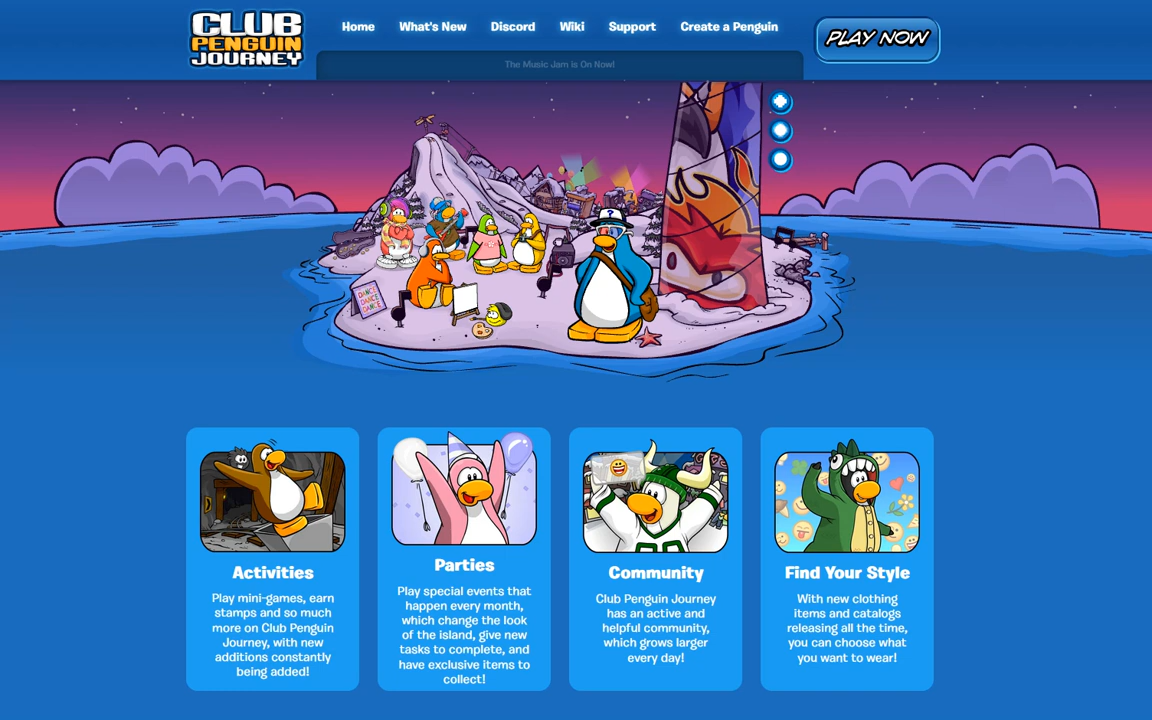 CLUB
PENGUIN
JOURNEY
Home What's New Discord Wiki Support Create a Penguin
PLAY NOW
The Music Jam is On Now!
?
DANCE
DANCE
DANCE
Activities
Play mini-games, earn
stamps and so much
more on Club Penguin
Journey, with new
additions constantly
being added!
Parties
Play special events that
happen every month,
which change the look
of the island, give new
tasks to complete, and
have exclusive items to
collect!
Community
Club Penguin Journey
has an active and
helpful community,
which grows larger
every day!
Find Your Style
With new clothing
items and catalogs
releasing all the time,
you can choose what
you want to wear!